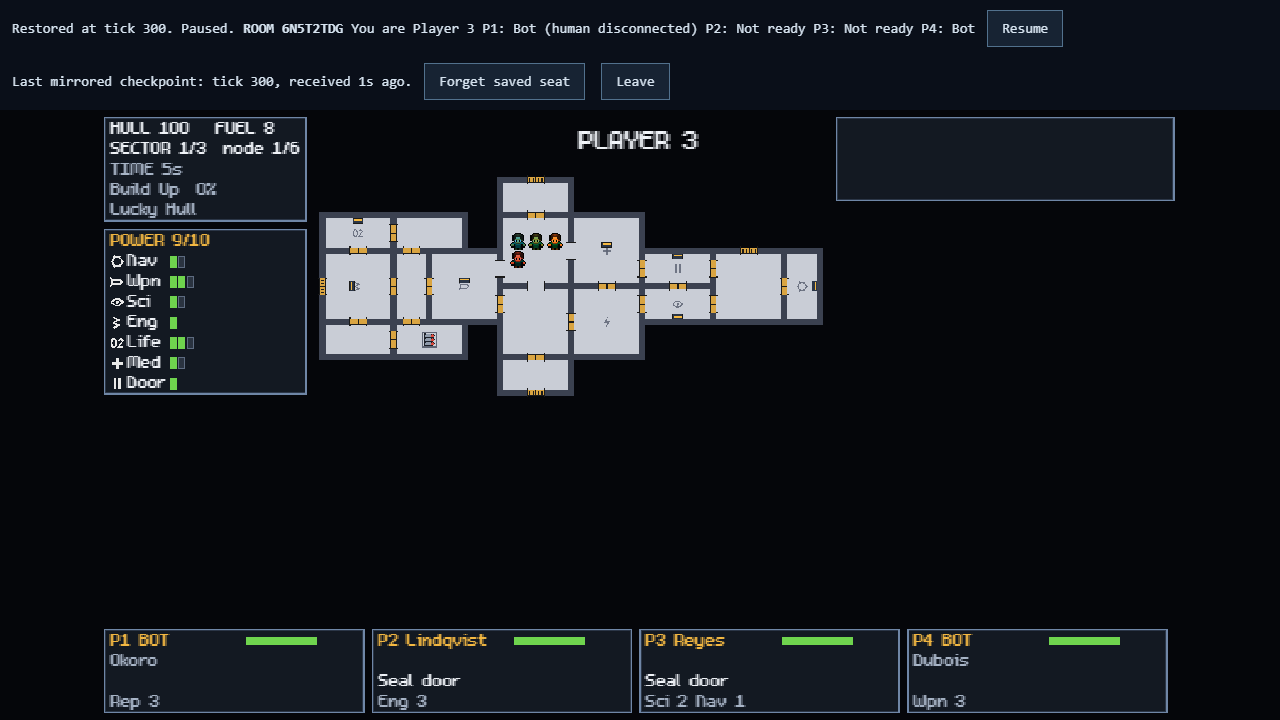 Restored at tick 300. Paused. ROOM 6N5T2TDG You are Player 3 P1: Bot (human disconnected) P2: Not ready P3: Not ready P4: Bot Resume
Last mirrored checkpoint: tick 300, received 1s ago. Forget saved seat Leave
HULL 100 FUEL 8
SECTOR 1/3 node 1/6
TIME 5s
Build Up 0%
Lucky Hull
PLAYER 3
POWER 9/10
Nav
Wpn
Sci
Eng
O2 Life
Med
Door
O2
P1 BOT
Okoro
Rep 3
P2 Lindqvist
Seal door
Eng 3
P3 Reyes
Seal door
Sci 2 Nav 1
P4 BOT
Dubois
Wpn 3